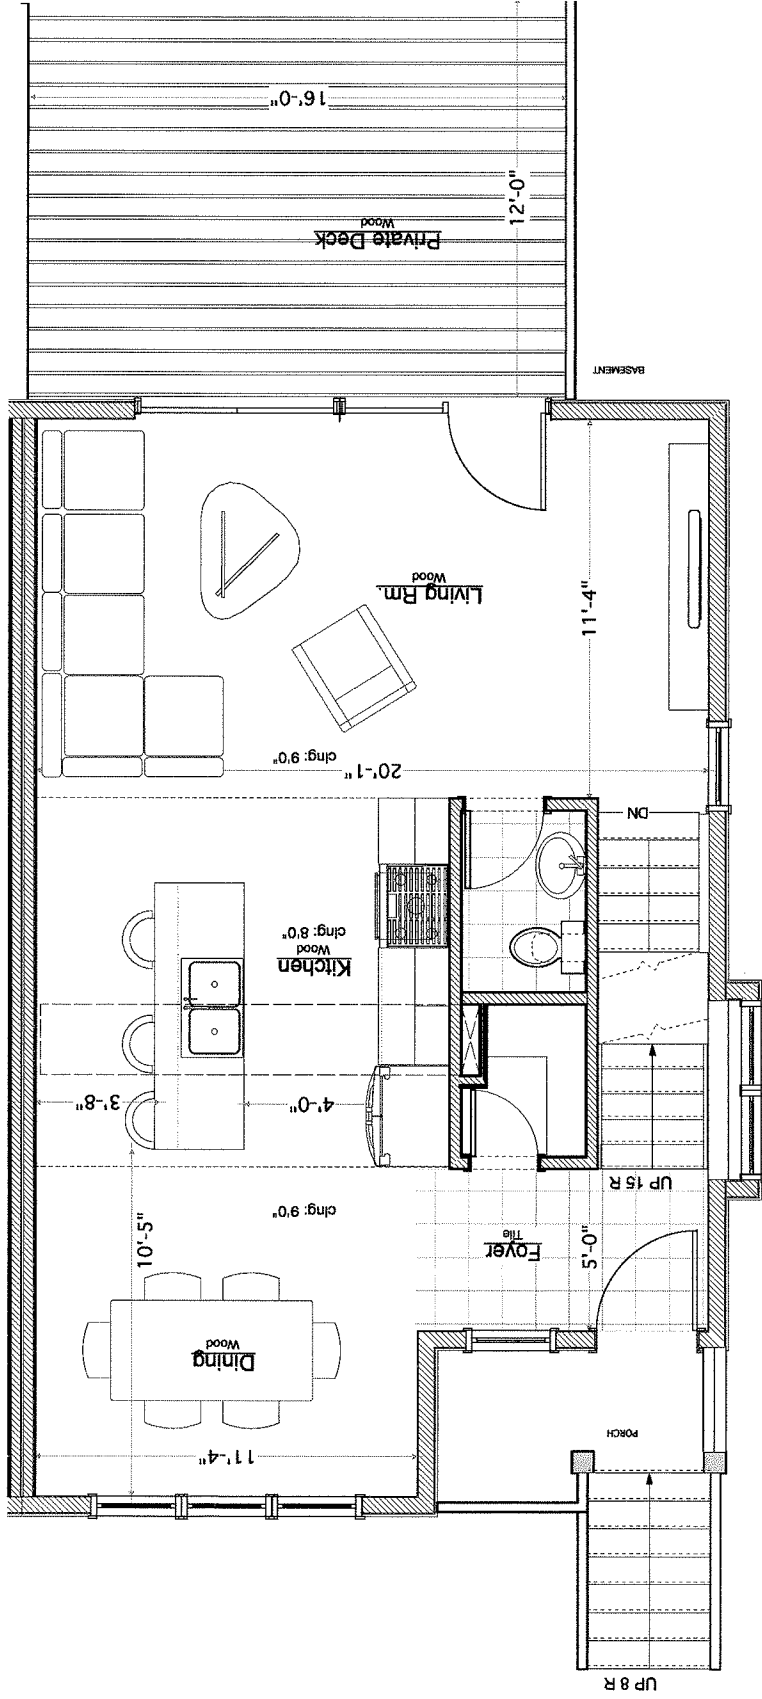 16'-0"
12'-0"
Private Deck
Wood
BASEMENT
Living Rm.
Wood
11'-4"
clng: 9'0"
20'-1"
DN
Kitchen
Wood
clng: 8'0"
3'-8"
4'-0"
UP 15 R
clng: 9'0"
10'-5"
Foyer
Tile
5'-0"
Dining
Wood
11'-4"
PORCH
UP 8 R